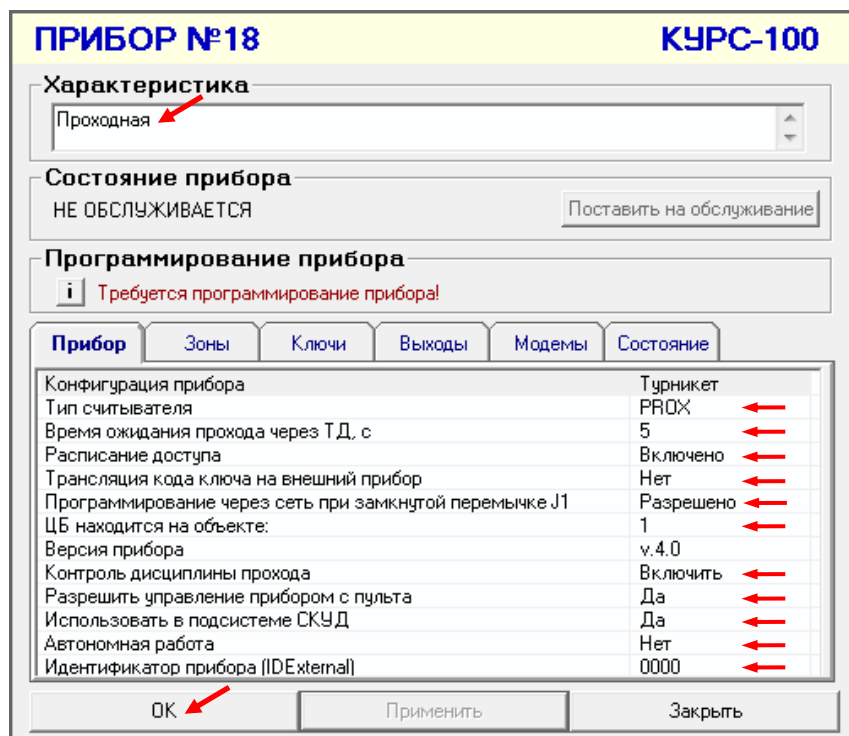 ПРИБОР №18 КУРС-100
Характеристика
Проходная
Состояние прибора
НЕ ОБСЛУЖИВАЕТСЯ Поставить на обслуживание
Программирование прибора
i Требуется программирование прибора!
Прибор Зоны Ключи Выходы Модемы Состояние
Конфигурация прибора Турникет
Тип считывателя PROX
Время ожидания прохода через ТД, с 5
Расписание доступа Включено
Трансляция кода ключа на внешний прибор Нет
Программирование через сеть при замкнутой перемычке J1 Разрешено
ЦБ находится на объекте: 1
Версия прибора v.4.0
Контроль дисциплины прохода Включить
Разрешить управление прибором с пульта Да
Использовать в подсистеме СКУД Да
Автономная работа Нет
Идентификатор прибора (IDExternal) 0000
ОК Применить Закрыть